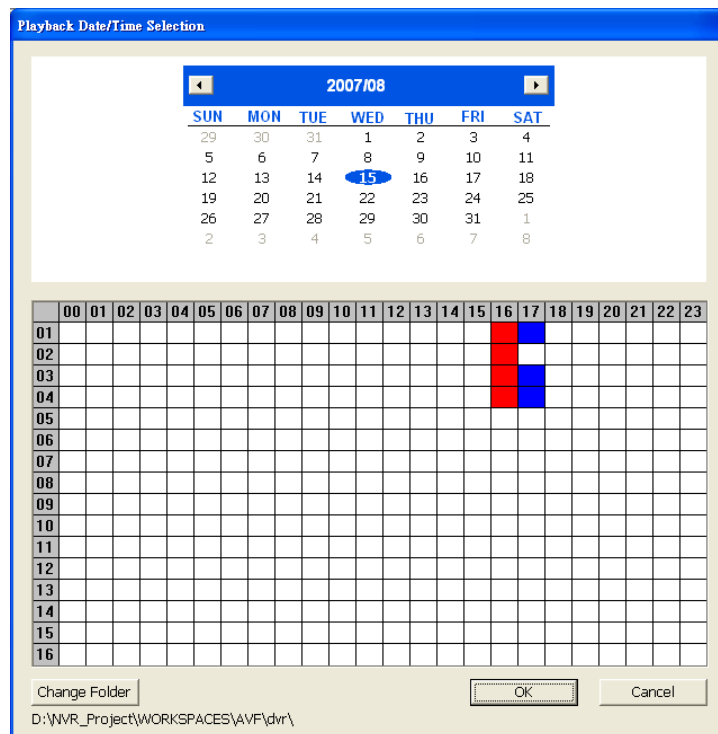 Playback Date/Time Selection
2007/08
SUN MON TUE WED THU FRI SAT
29 30 31 1 2 3 4
5 6 7 8 9 10 11
12 13 14 15 16 17 18
19 20 21 22 23 24 25
26 27 28 29 30 31 1
2 3 4 5 6 7 8
00 01 02 03 04 05 06 07 08 09 10 11 12 13 14 15 16 17 18 19 20 21 22 23
01
02
03
04
05
06
07
08
09
10
11
12
13
14
15
16
Change Folder OK Cancel
D:\NVR_Project\WORKSPACES\AVF\dvr\